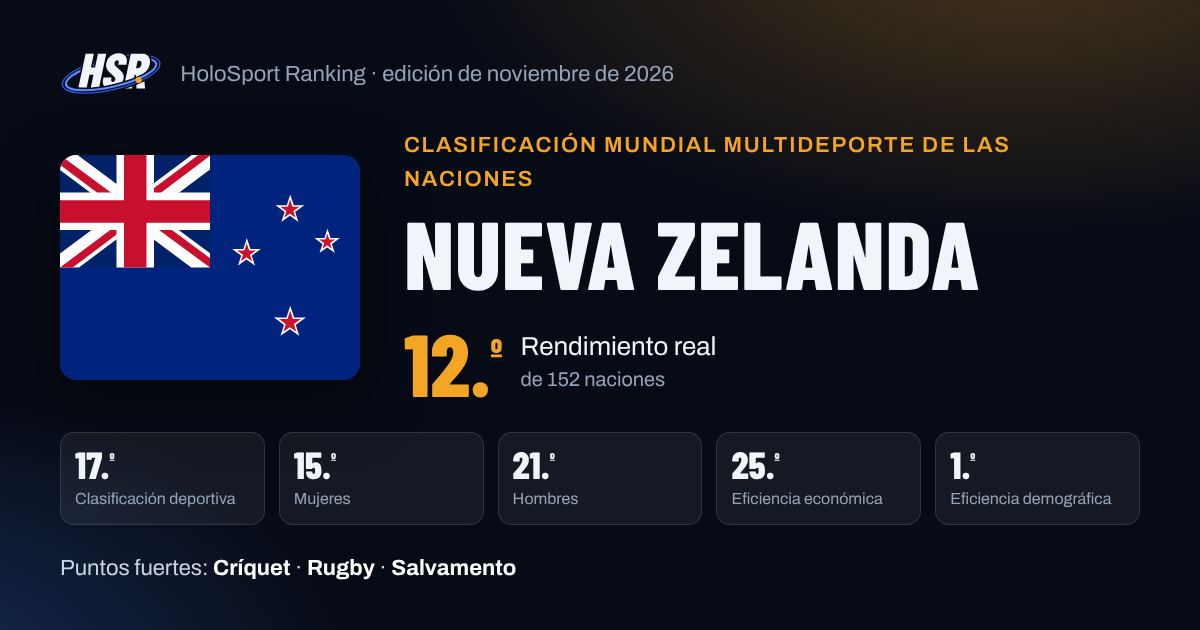 HSR
HoloSport Ranking · edición de noviembre de 2026
CLASIFICACIÓN MUNDIAL MULTIDEPORTE DE LAS
NACIONES
NUEVA ZELANDA
12.º
Rendimiento real
de 152 naciones
17.º
Clasificación deportiva
15.º
Mujeres
21.º
Hombres
25.º
Eficiencia económica
1.º
Eficiencia demográfica
Puntos fuertes: Críquet · Rugby · Salvamento